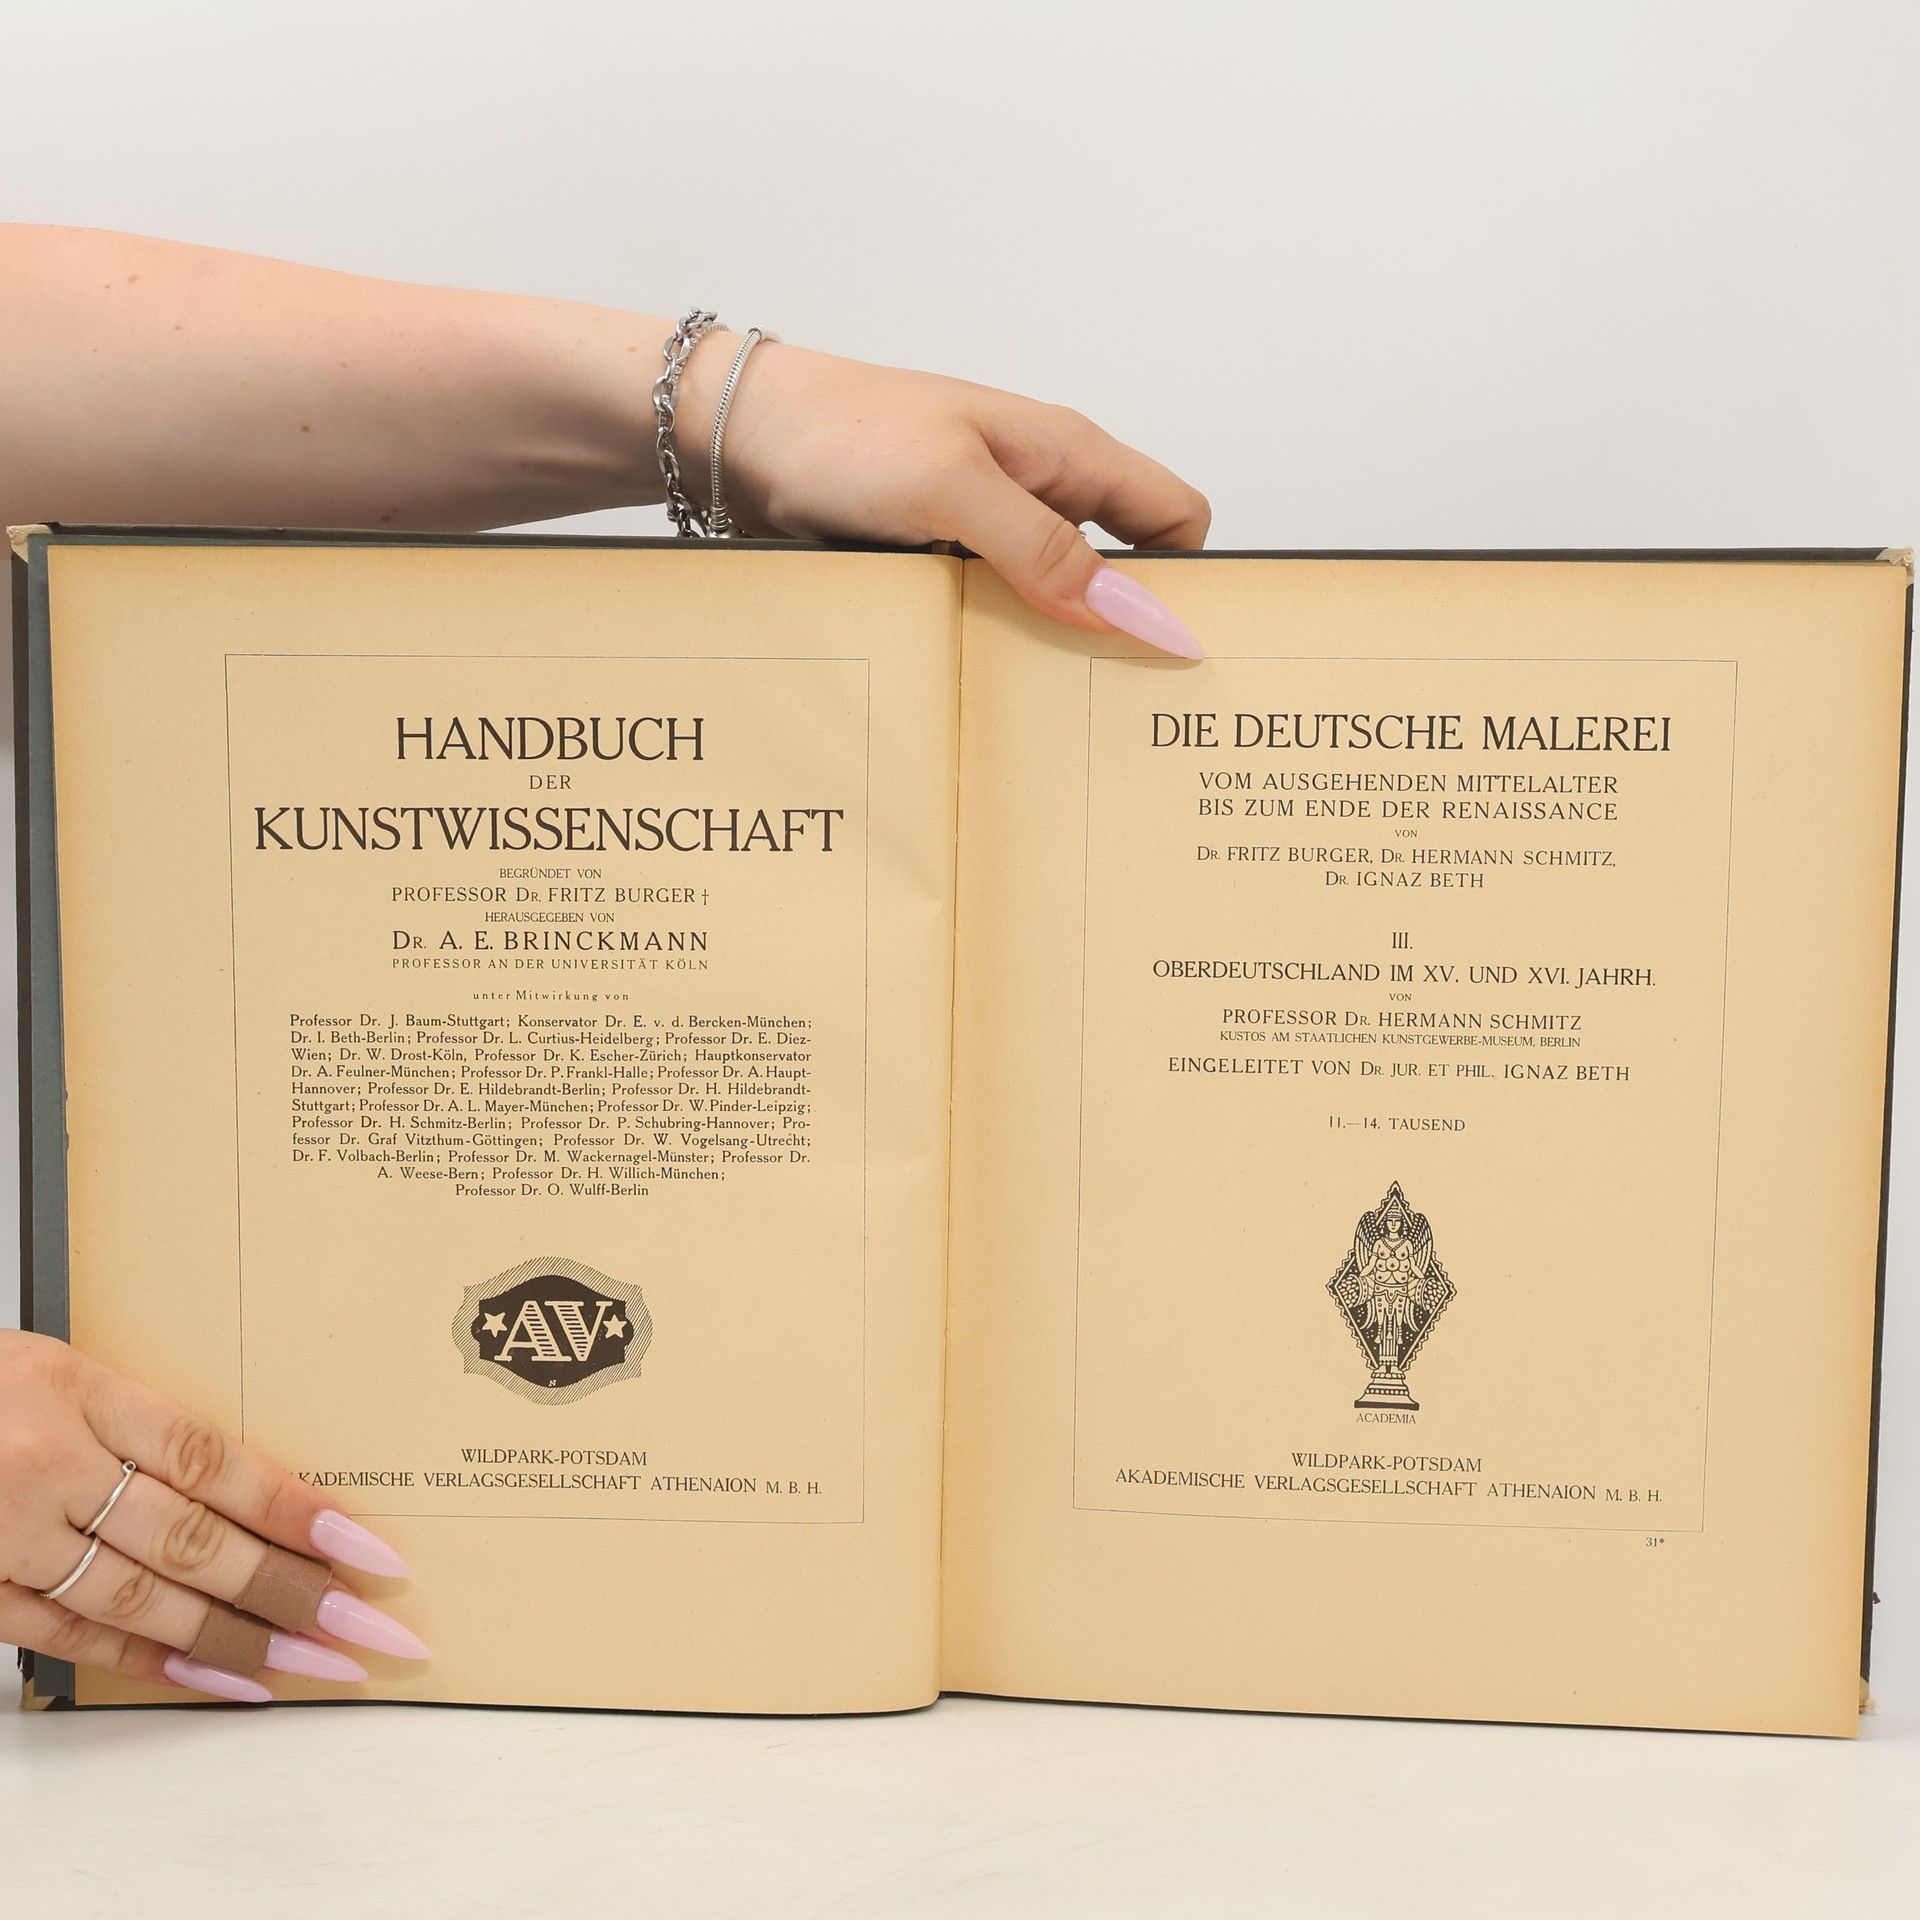 HANDBUCH
DER
KUNSTWISSENSCHAFT
BEGRÜNDET VON
PROFESSOR DR. FRITZ BURGER †
HERAUSGEGEBEN VON
DR. A. E. BRINCKMANN
PROFESSOR AN DER UNIVERSITÄT KÖLN
unter Mitwirkung von
Professor Dr. J. Baum-Stuttgart; Konservator Dr. E. v. d. Bercken-München;
Dr. I. Beth-Berlin; Professor Dr. L. Curtius-Heidelberg; Professor Dr. E. Diez-
Wien; Dr. W. Drost-Köln, Professor Dr. K. Escher-Zürich; Hauptkonservator
Dr. A. Feulner-München; Professor Dr. P. Frankl-Halle; Professor Dr. A. Haupt-
Hannover; Professor Dr. E. Hildebrandt-Berlin; Professor Dr. H. Hildebrandt-
Stuttgart; Professor Dr. A. L. Mayer-München; Professor Dr. W. Pinder-Leipzig;
Professor Dr. H. Schmitz-Berlin; Professor Dr. P. Schubring-Hannover; Pro-
fessor Dr. Graf Vitzthum-Göttingen; Professor Dr. W. Vogelsang-Utrecht;
Dr. F. Volbach-Berlin; Professor Dr. M. Wackernagel-Münster; Professor Dr.
A. Weese-Bern; Professor Dr. H. Willich-München;
Professor Dr. O. Wulff-Berlin
AV
N
WILDPARK-POTSDAM
AKADEMISCHE VERLAGSGESELLSCHAFT ATHENAION M. B. H.
DIE DEUTSCHE MALEREI
VOM AUSGEHENDEN MITTELALTER
BIS ZUM ENDE DER RENAISSANCE
VON
DR. FRITZ BURGER, DR. HERMANN SCHMITZ,
DR. IGNAZ BETH
III.
OBERDEUTSCHLAND IM XV. UND XVI. JAHRH.
VON
PROFESSOR DR. HERMANN SCHMITZ
KUSTOS AM STAATLICHEN KUNSTGEWERBE-MUSEUM, BERLIN
EINGELEITET VON DR. JUR. ET PHIL. IGNAZ BETH
11.—14. TAUSEND
ACADEMIA
WILDPARK-POTSDAM
AKADEMISCHE VERLAGSGESELLSCHAFT ATHENAION M. B. H.
31*